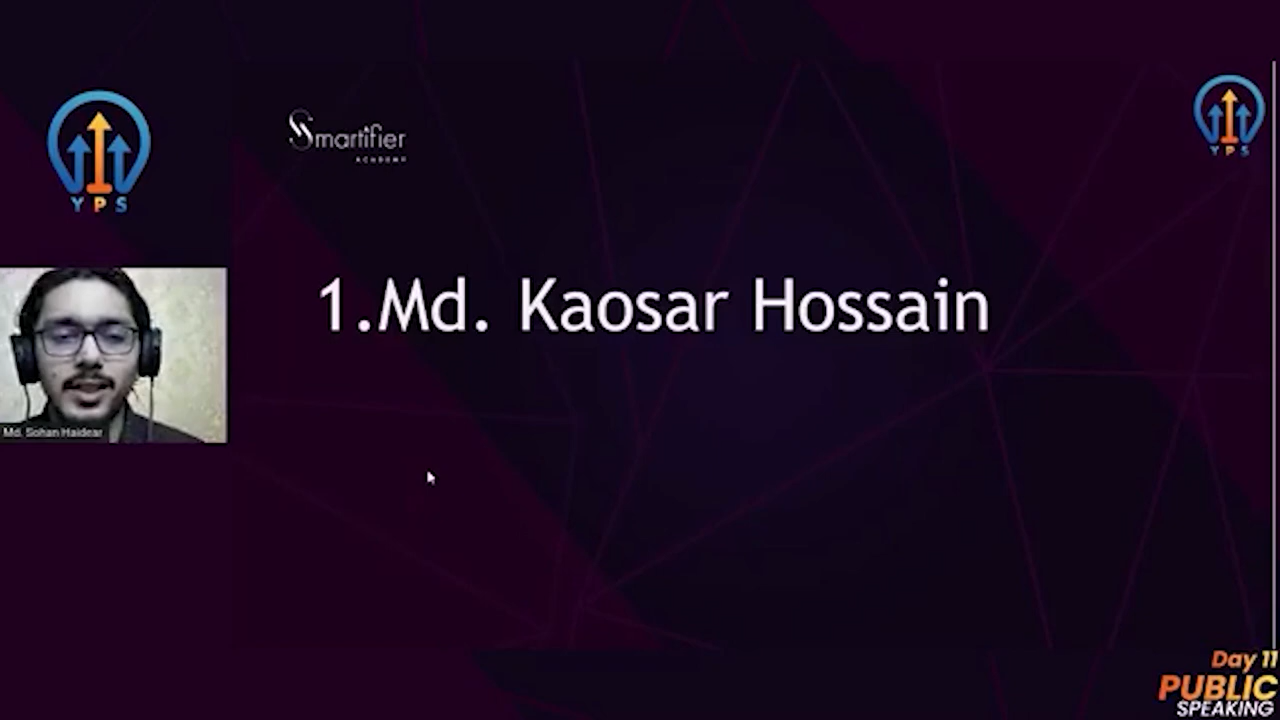 YPS
Smartifier
ACADEMY
YPS
1.Md. Kaosar Hossain
Md. Sohan Haidear
Day 11
PUBLIC
SPEAKING